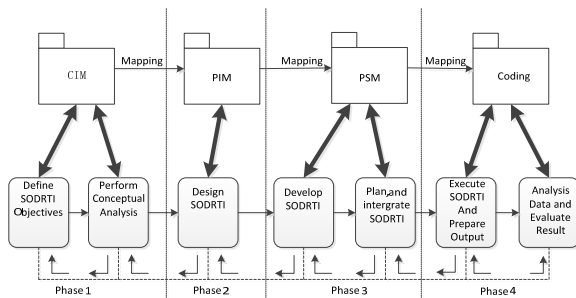 CIM
Mapping
PIM
Mapping
PSM
Mapping
Coding
Define
SODRTI
Objectives
Perform
Conceptual
Analysis
Design
SODRTI
Develop
SODRTI
Plan,and
intergrate
SODRTI
Execute
SODRTI
And
Prepare
Output
Analysis
Data and
Evaluate
Result
Phase 1
Phase 2
Phase 3
Phase 4